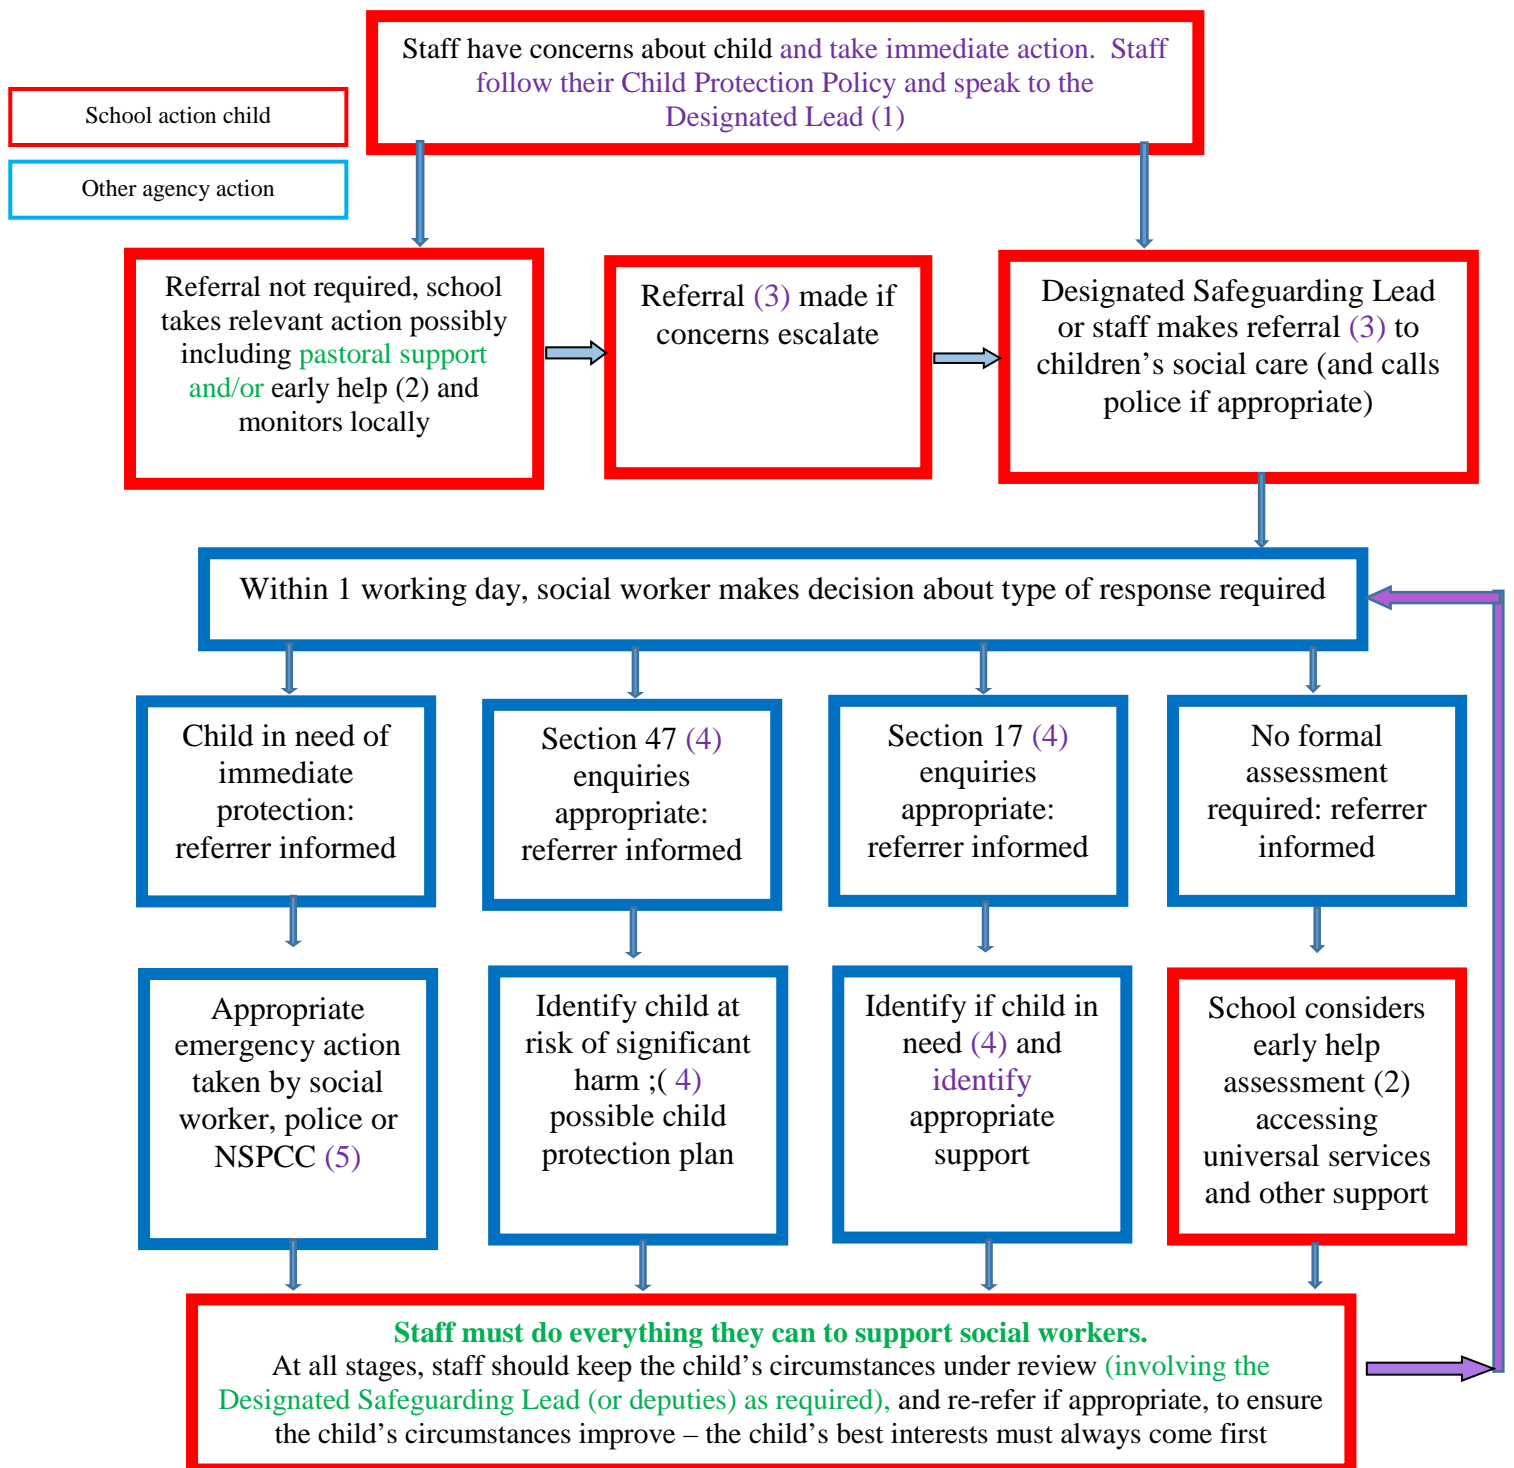 Staff have concerns about child and take immediate action.  Staff
follow their Child Protection Policy and speak to the
Designated Lead (1)
School action child
Other agency action
Referral not required, school
takes relevant action possibly
including pastoral support
and/or early help (2) and
monitors locally
Referral (3) made if
concerns escalate
Designated Safeguarding Lead
or staff makes referral (3) to
children’s social care (and calls
police if appropriate)
Within 1 working day, social worker makes decision about type of response required
Child in need of
immediate
protection:
referrer informed
Section 47 (4)
enquiries
appropriate:
referrer informed
Section 17 (4)
enquiries
appropriate:
referrer informed
No formal
assessment
required: referrer
informed
Appropriate
emergency action
taken by social
worker, police or
NSPCC (5)
Identify child at
risk of significant
harm ;( 4)
possible child
protection plan
Identify if child in
need (4) and
identify
appropriate
support
School considers
early help
assessment (2)
accessing
universal services
and other support
Staff must do everything they can to support social workers.
At all stages, staff should keep the child’s circumstances under review (involving the
Designated Safeguarding Lead (or deputies) as required), and re-refer if appropriate, to ensure
the child’s circumstances improve – the child’s best interests must always come first